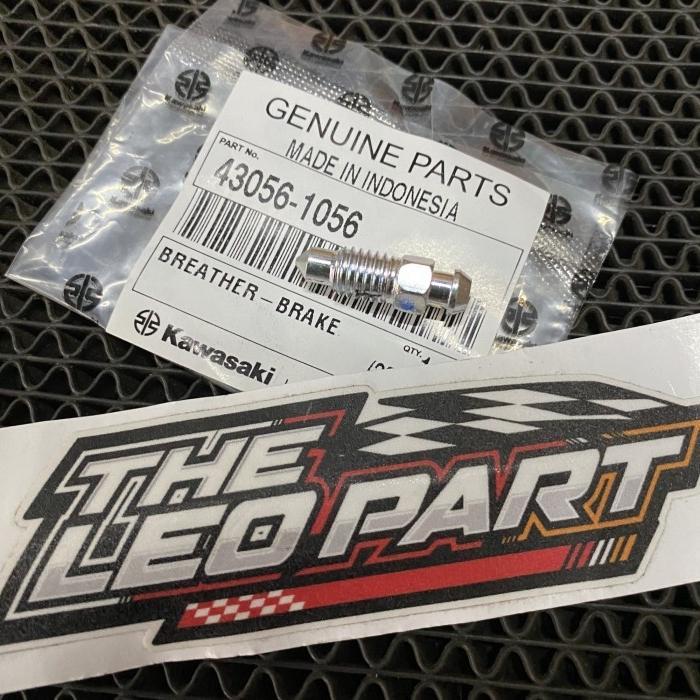 GENUINE PARTS
MADE IN INDONESIA
PART No.
43056-1056
BREATHER-BRAKE
QTY.
Kawasaki
THE
LEO PART